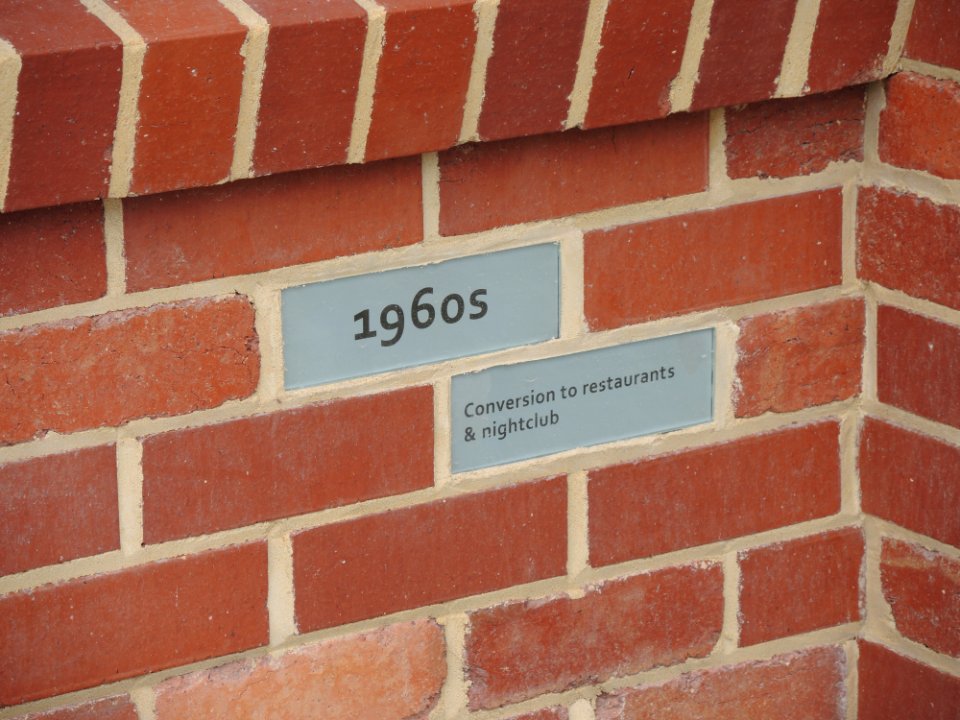 1960s
Conversion to restaurants
& nightclub